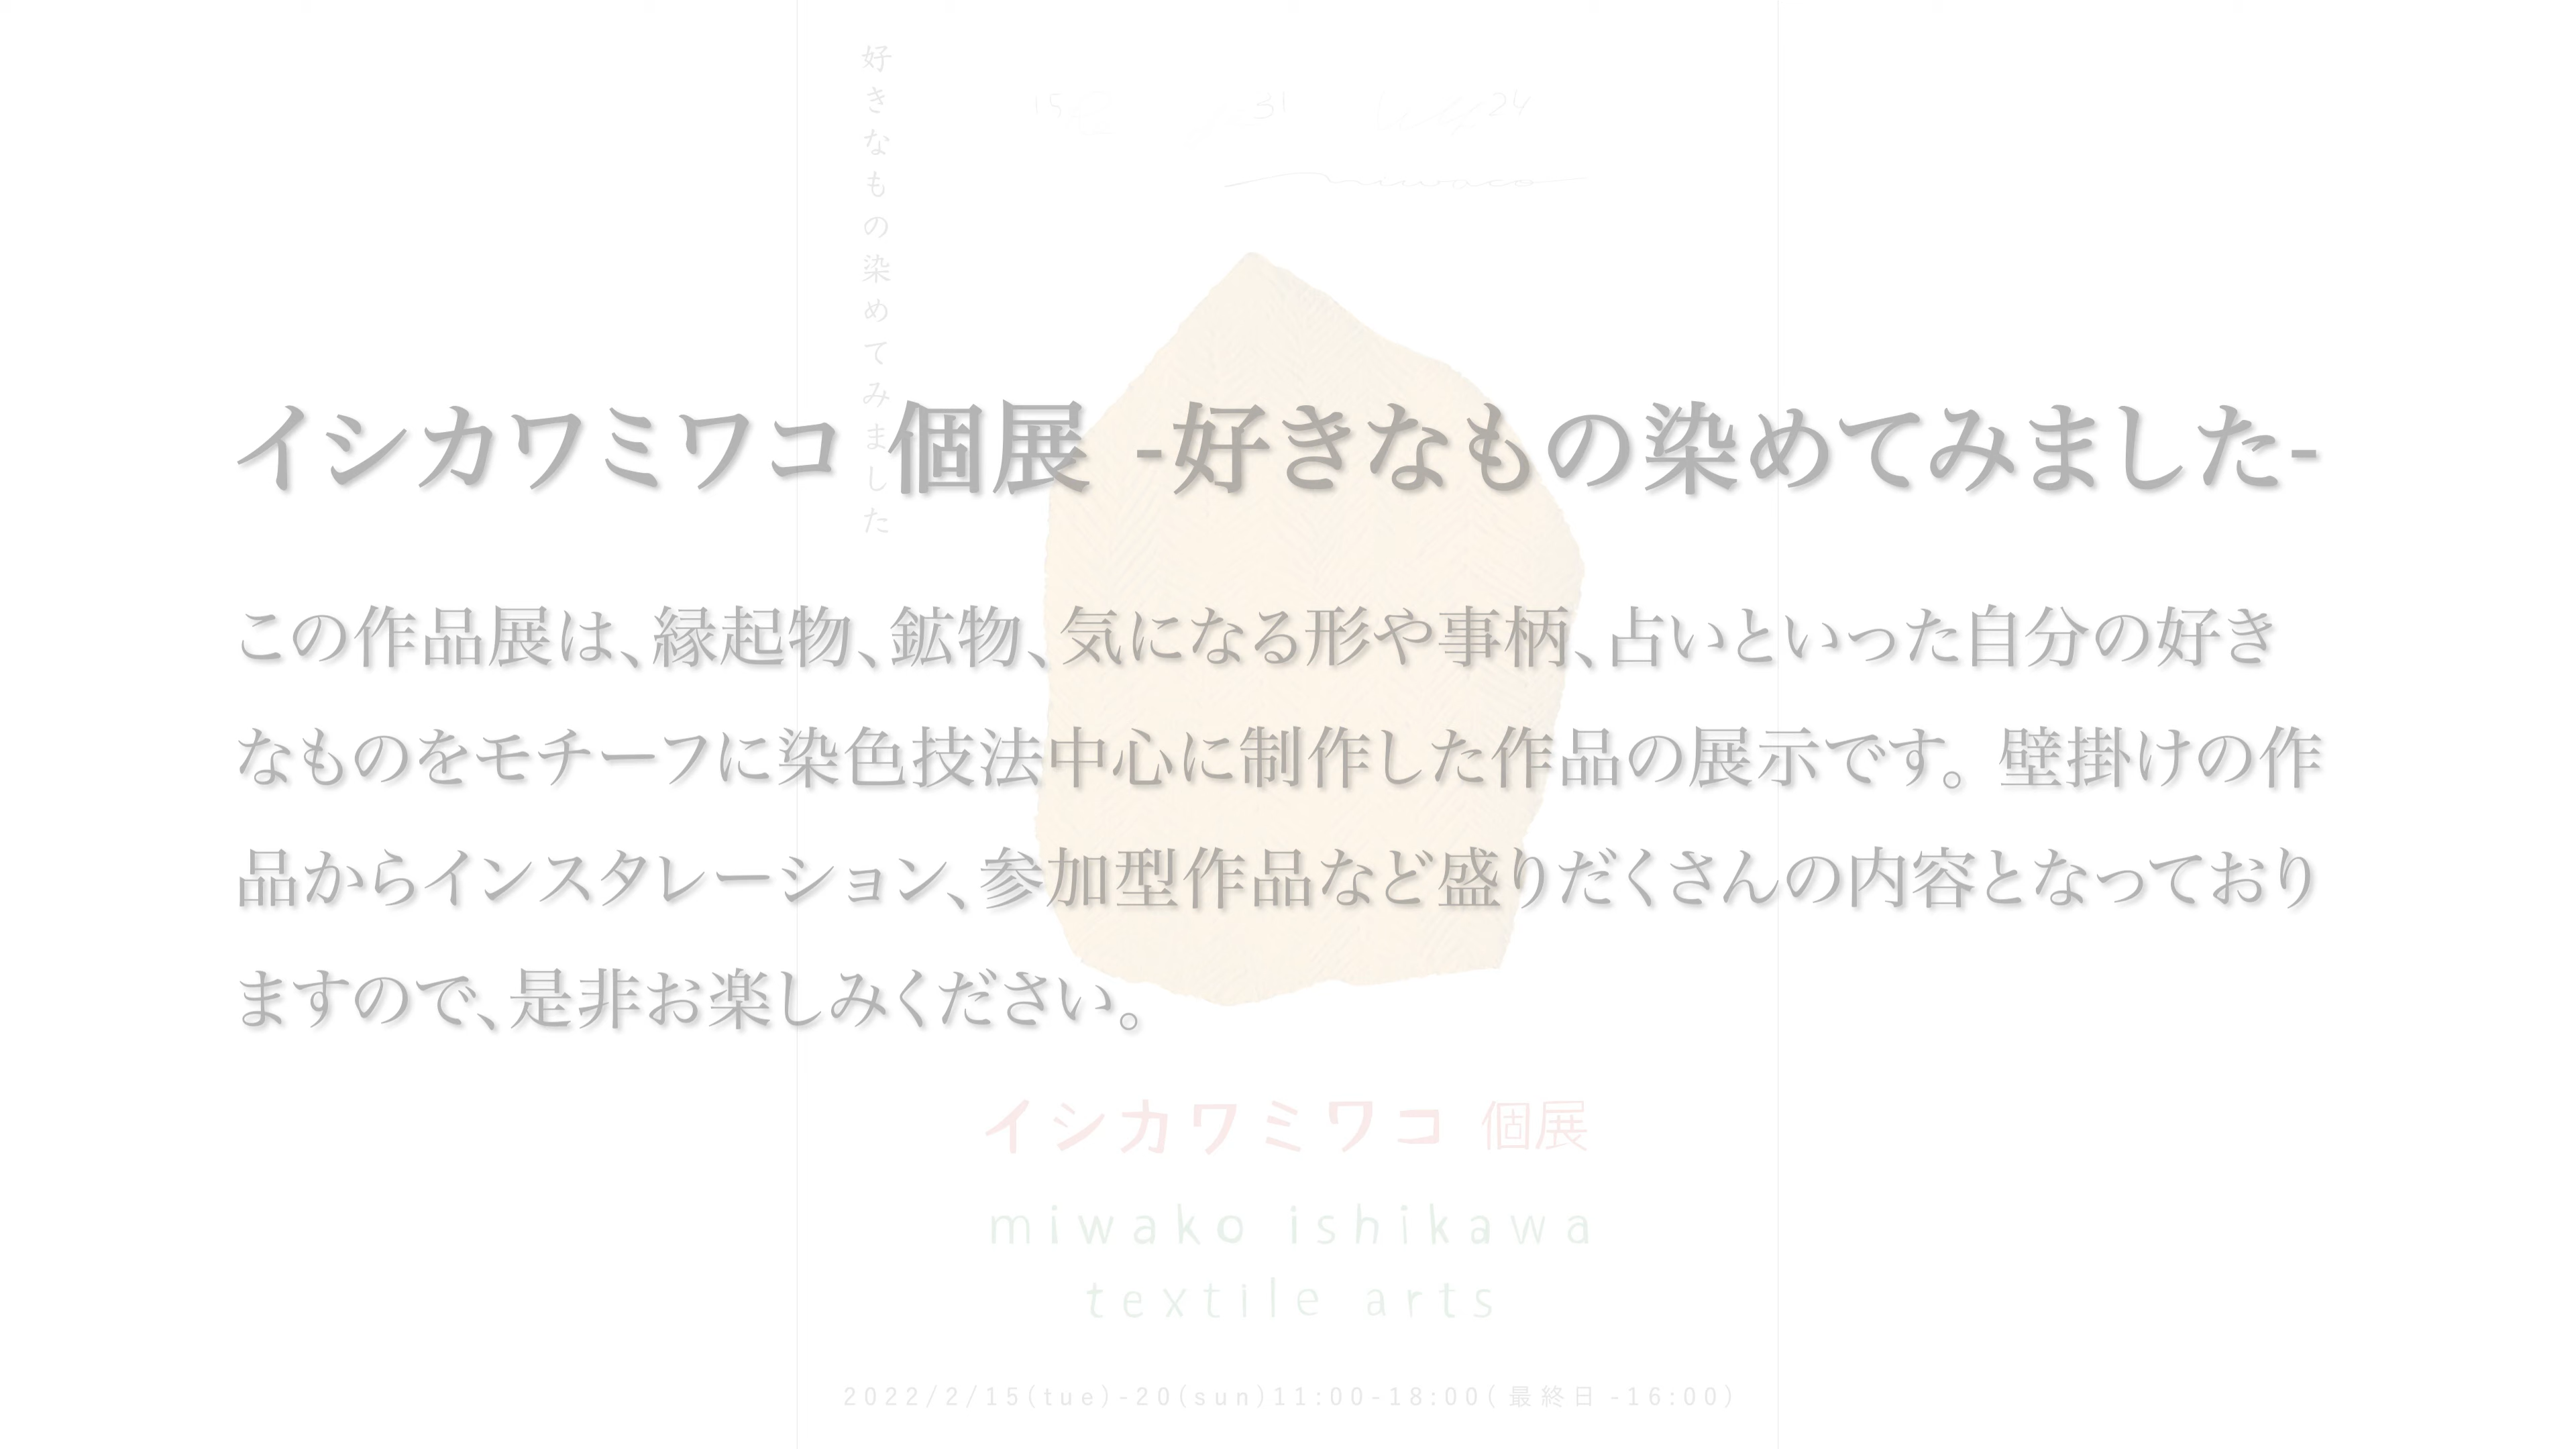 好きなもの染めてみました
31
24
miwaco
イシカワミワコ 個展 -好きなもの染めてみました-
この作品展は、縁起物、鉱物、気になる形や事柄、占いといった自分の好き
なものをモチーフに染色技法中心に制作した作品の展示です。壁掛けの作
品からインスタレーション、参加型作品など盛りだくさんの内容となっており
ますので、是非お楽しみください。
イシカワミワコ 個展
miwako ishikawa
textile arts
2022/2/15(tue)-20(sun)11:00-18:00(最終日-16:00)